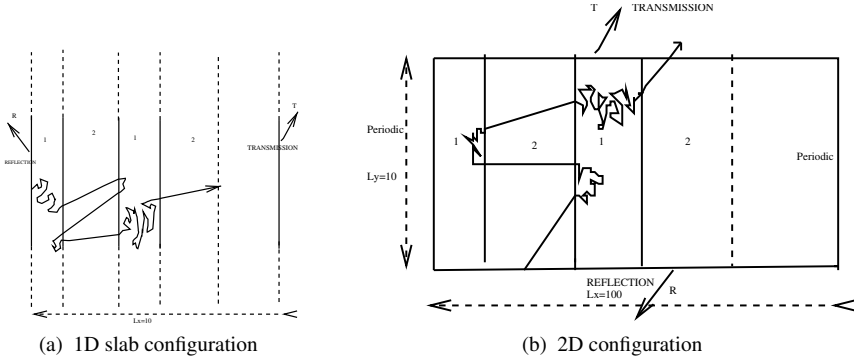 T TRANSMISSION
R
T
1
2
1
2
REFLECTION
TRANSMISSION
Lx=10
Periodic
Ly=10
1
2
1
2
Periodic
REFLECTION
Lx=100
R
(a) 1D slab configuration
(b) 2D configuration